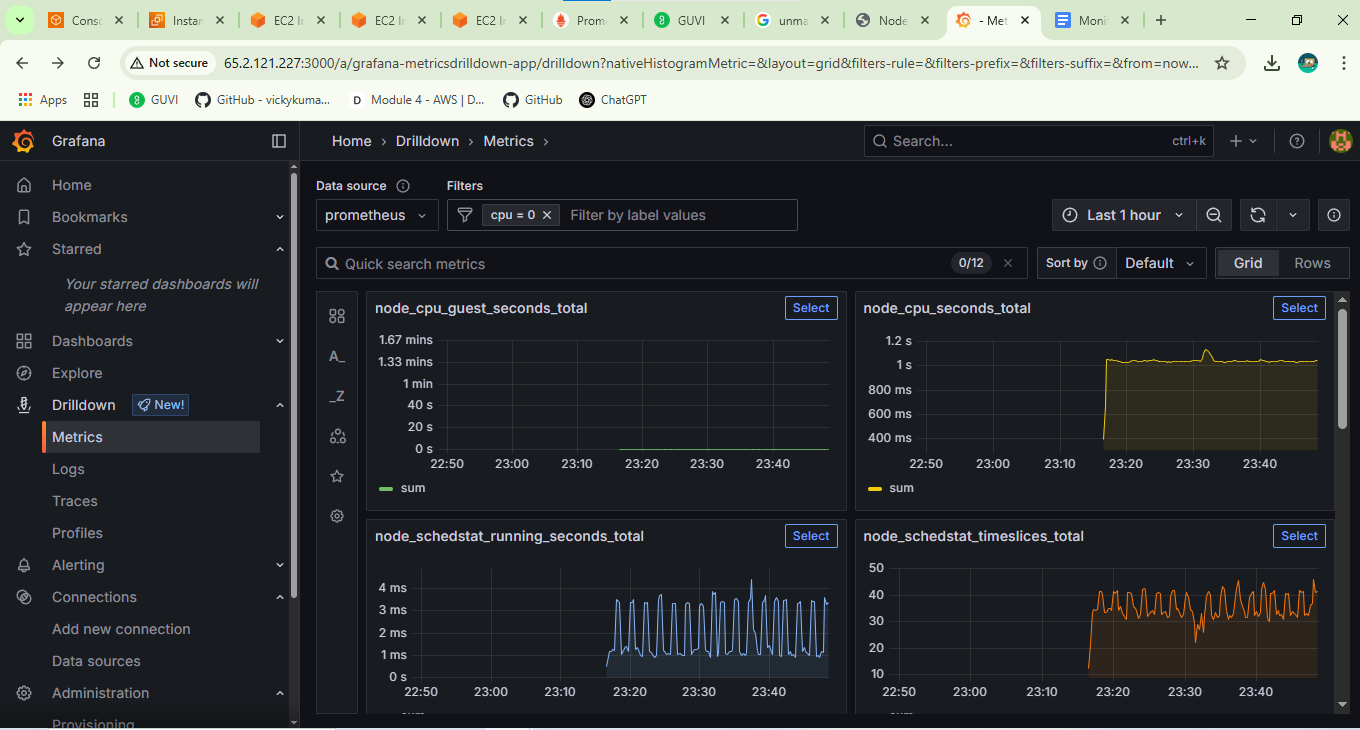 Conso
Instan
EC2 In
EC2 In
EC2 In
Prom
GUVI
unma
Node
- Met
Monit
Not secure
65.2.121.227:3000/a/grafana-metricsdrilldown-app/drilldown?nativeHistogramMetric=&layout=grid&filters-rule=&filters-prefix=&filters-suffix=&from=now...
Apps
GUVI
GitHub - vickykuma...
D Module 4 - AWS | D...
GitHub
ChatGPT
Grafana
Home › Drilldown › Metrics ›
Search...
ctrl+k
Home
Bookmarks
Starred
Your starred dashboards will
appear here
Dashboards
Explore
Drilldown
New!
Metrics
Logs
Traces
Profiles
Alerting
Connections
Add new connection
Data sources
Administration
Provisioning
Data source
Filters
prometheus
cpu = 0
Filter by label values
Last 1 hour
Quick search metrics
0/12
Sort by
Default
Grid
Rows
A_
_Z
node_cpu_guest_seconds_total
Select
1.67 mins
1.33 mins
1 min
40 s
20 s
0 s
22:50 23:00 23:10 23:20 23:30 23:40
sum
node_cpu_seconds_total
Select
1.2 s
1 s
800 ms
600 ms
400 ms
22:50 23:00 23:10 23:20 23:30 23:40
sum
node_schedstat_running_seconds_total
Select
4 ms
3 ms
2 ms
1 ms
0 s
22:50 23:00 23:10 23:20 23:30 23:40
node_schedstat_timeslices_total
Select
50
40
30
20
10
22:50 23:00 23:10 23:20 23:30 23:40